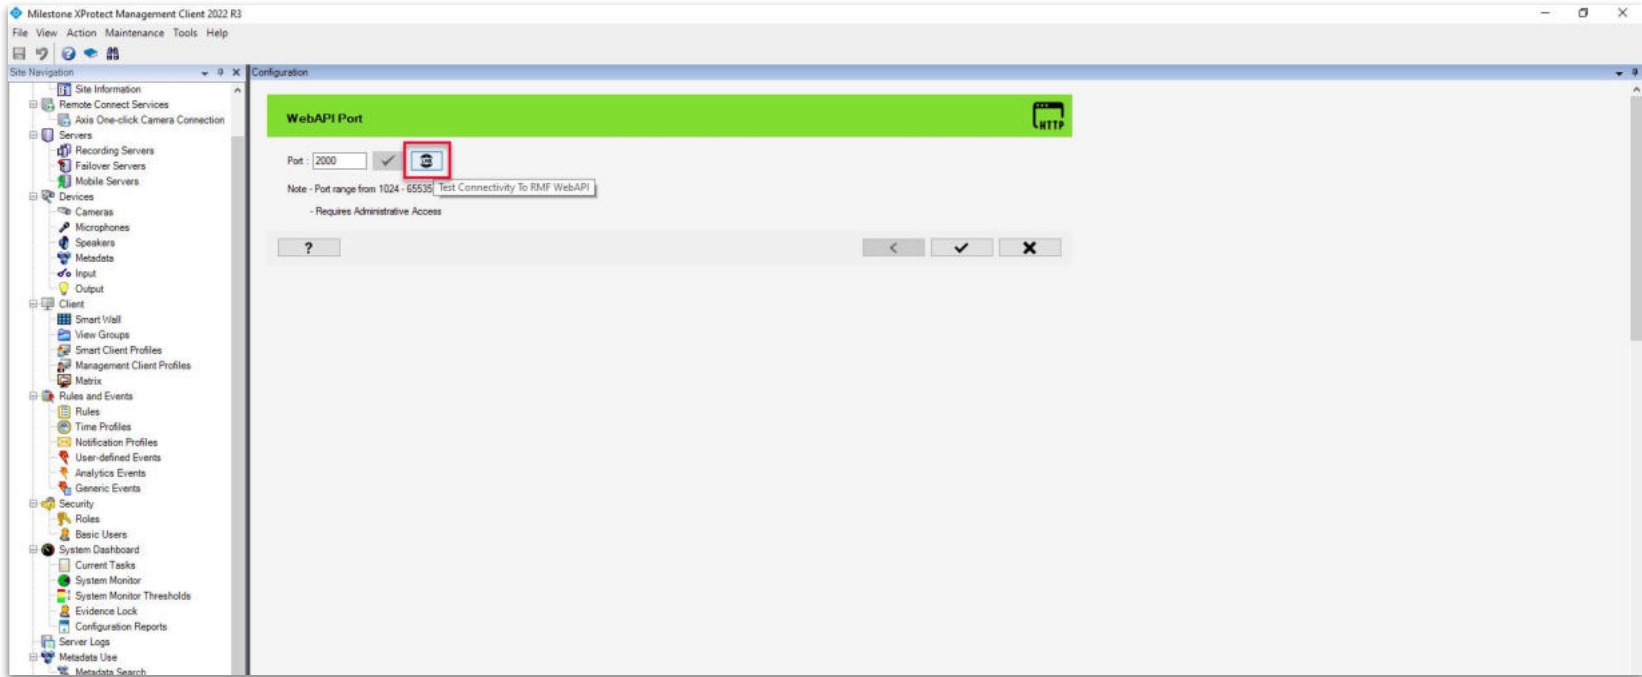 Milestone XProtect Management Client 2022 R3
File View Action Maintenance Tools Help
Site Navigation
Configuration
Site Information
Remote Connect Services
Axis One-click Camera Connection
Servers
Recording Servers
Failover Servers
Mobile Servers
Devices
Cameras
Microphones
Speakers
Metadata
Input
Output
Client
Smart Wall
View Groups
Smart Client Profiles
Management Client Profiles
Matrix
Rules and Events
Rules
Time Profiles
Notification Profiles
User-defined Events
Analytics Events
Generic Events
Security
Roles
Basic Users
System Dashboard
Current Tasks
System Monitor
System Monitor Thresholds
Evidence Lock
Configuration Reports
Server Logs
Metadata Use
Metadata Search
WebAPI Port
HTTP
Port : 2000
Note - Port range from 1024 - 65535
Test Connectivity To RMF WebAPI
- Requires Administrative Access
?